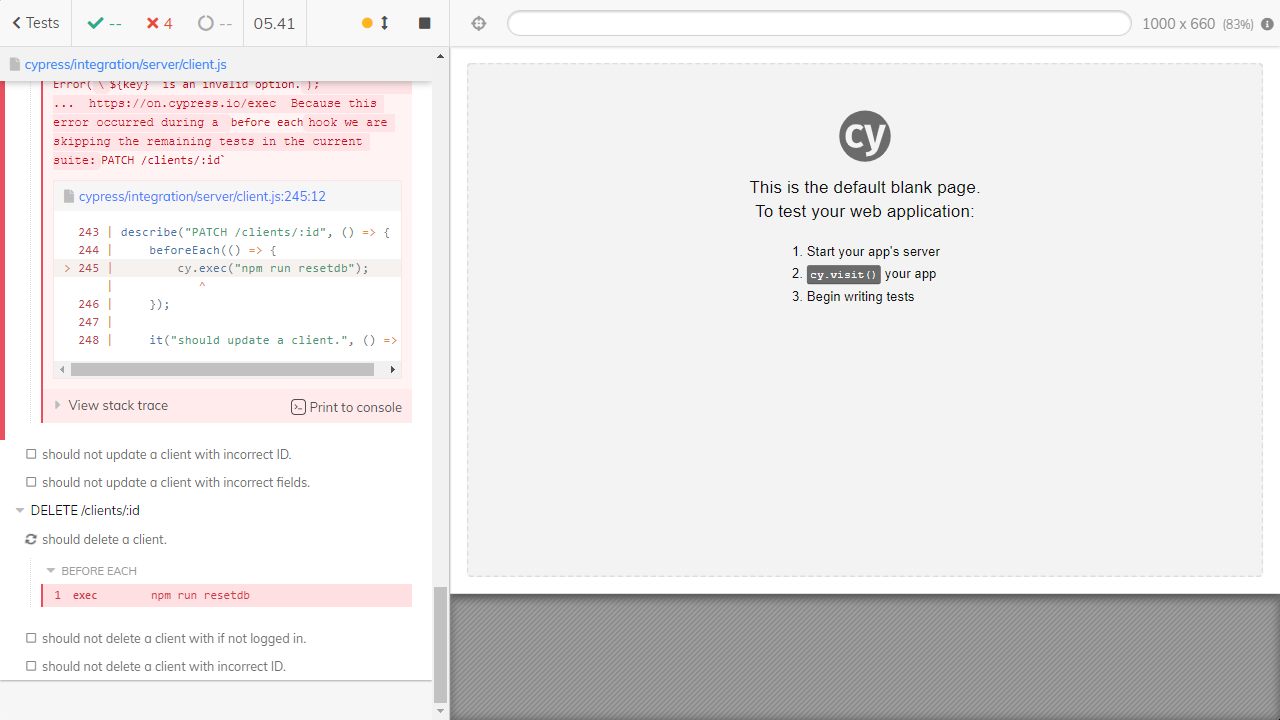 Tests
--
4
--
05.41
1000 x 660 (83%)
cypress/integration/server/client.js
Error(`\`${key}` is an invalid option.`);
... https://on.cypress.io/exec Because this
error occurred during a before each hook we are
skipping the remaining tests in the current
suite: PATCH /clients/:id`
cypress/integration/server/client.js:245:12
243 | describe("PATCH /clients/:id", () => {
244 |     beforeEach(() => {
> 245 |         cy.exec("npm run resetdb");
|            ^
246 |     });
247 |
248 |     it("should update a client.", () =>
View stack trace
Print to console
should not update a client with incorrect ID.
should not update a client with incorrect fields.
DELETE /clients/:id
should delete a client.
BEFORE EACH
1 exec npm run resetdb
should not delete a client with if not logged in.
should not delete a client with incorrect ID.
cy
This is the default blank page.
To test your web application:
1. Start your app's server
2. cy.visit() your app
3. Begin writing tests